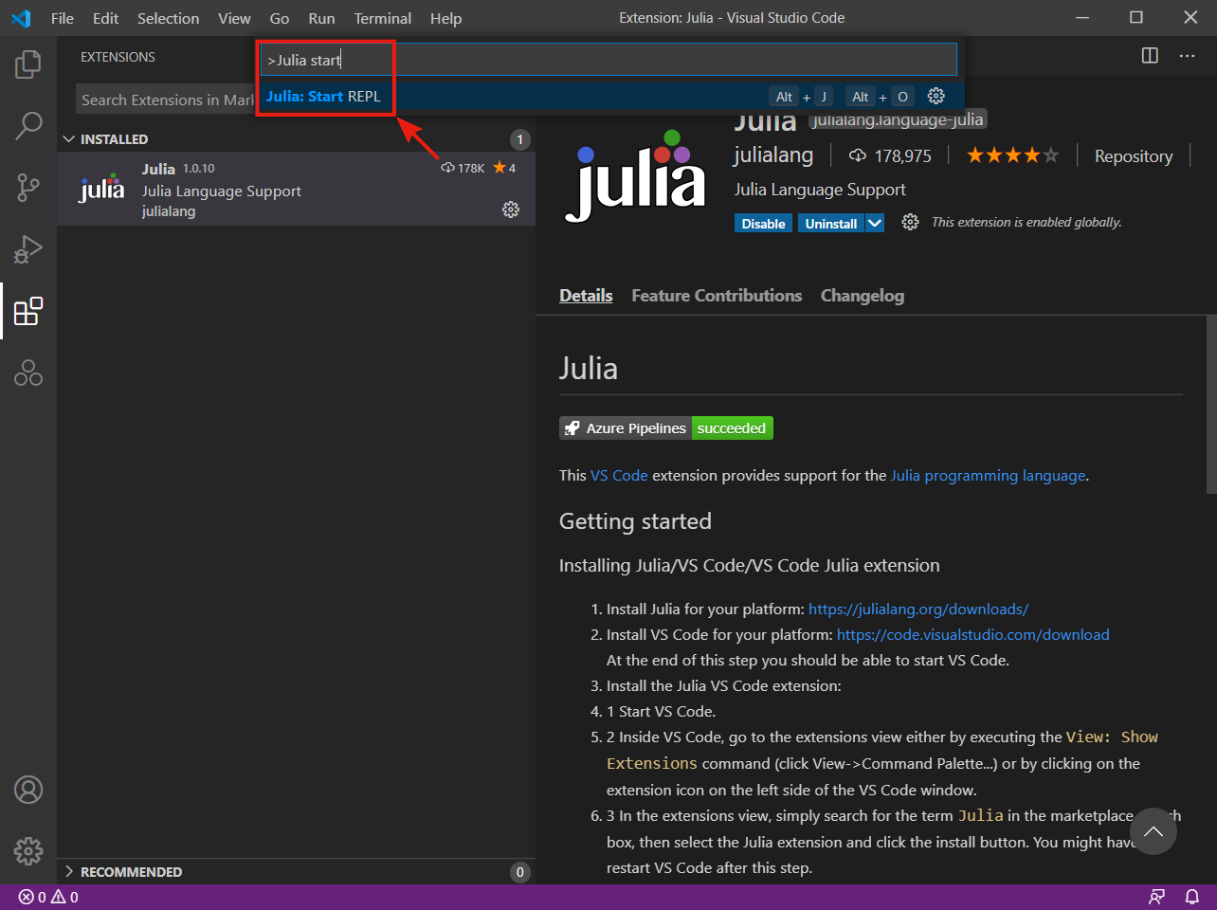 File Edit Selection View Go Run Terminal Help
Extension: Julia - Visual Studio Code
>Julia start
Julia: Start REPL
Alt + J Alt + O
EXTENSIONS
Search Extensions in Mar
INSTALLED
1
Julia 1.0.10
178K 4
Julia Language Support
julialang
julia
RECOMMENDED
0
julia
Julia julialang.language-julia
julialang 178,975 Repository
Julia Language Support
Disable Uninstall This extension is enabled globally.
Details Feature Contributions Changelog
Julia
Azure Pipelines succeeded
This VS Code extension provides support for the Julia programming language.
Getting started
Installing Julia/VS Code/VS Code Julia extension
1. Install Julia for your platform: https://julialang.org/downloads/
2. Install VS Code for your platform: https://code.visualstudio.com/download
At the end of this step you should be able to start VS Code.
3. Install the Julia VS Code extension:
4. 1 Start VS Code.
5. 2 Inside VS Code, go to the extensions view either by executing the View: Show
Extensions command (click View->Command Palette...) or by clicking on the
extension icon on the left side of the VS Code window.
6. 3 In the extensions view, simply search for the term Julia in the marketplace
box, then select the Julia extension and click the install button. You might have
restart VS Code after this step.
0 0